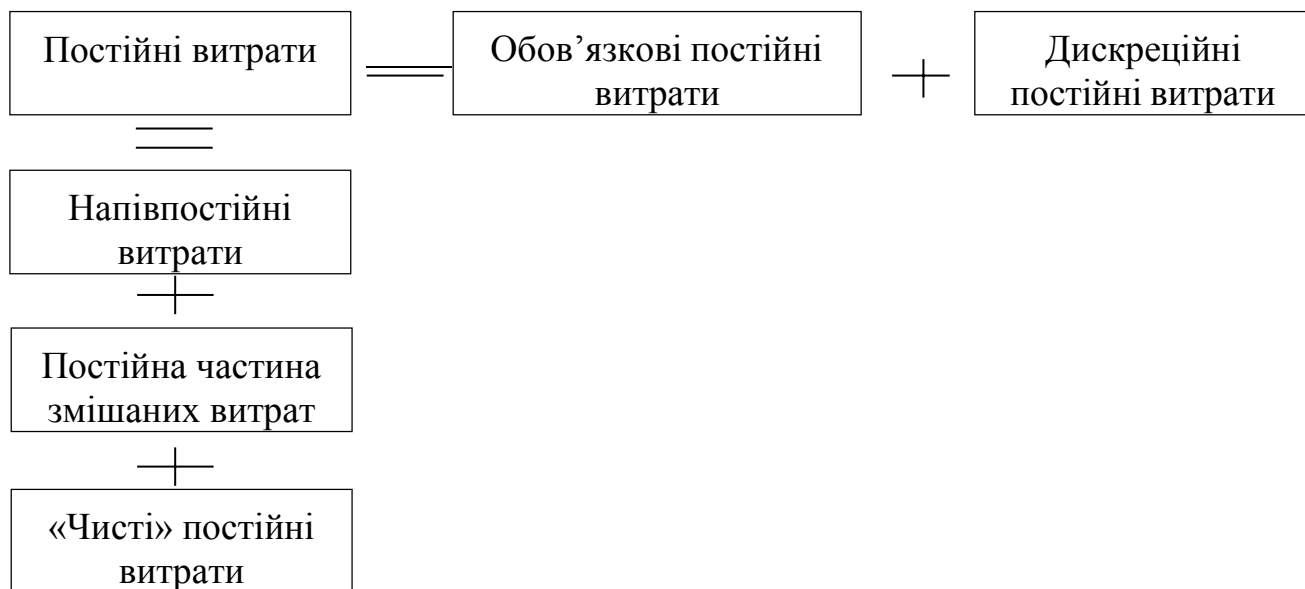 Постійні витрати
Обов’язкові постійні
витрати
Дискреційні
постійні витрати
Напівпостійні
витрати
Постійна частина
змішаних витрат
«Чисті» постійні
витрати